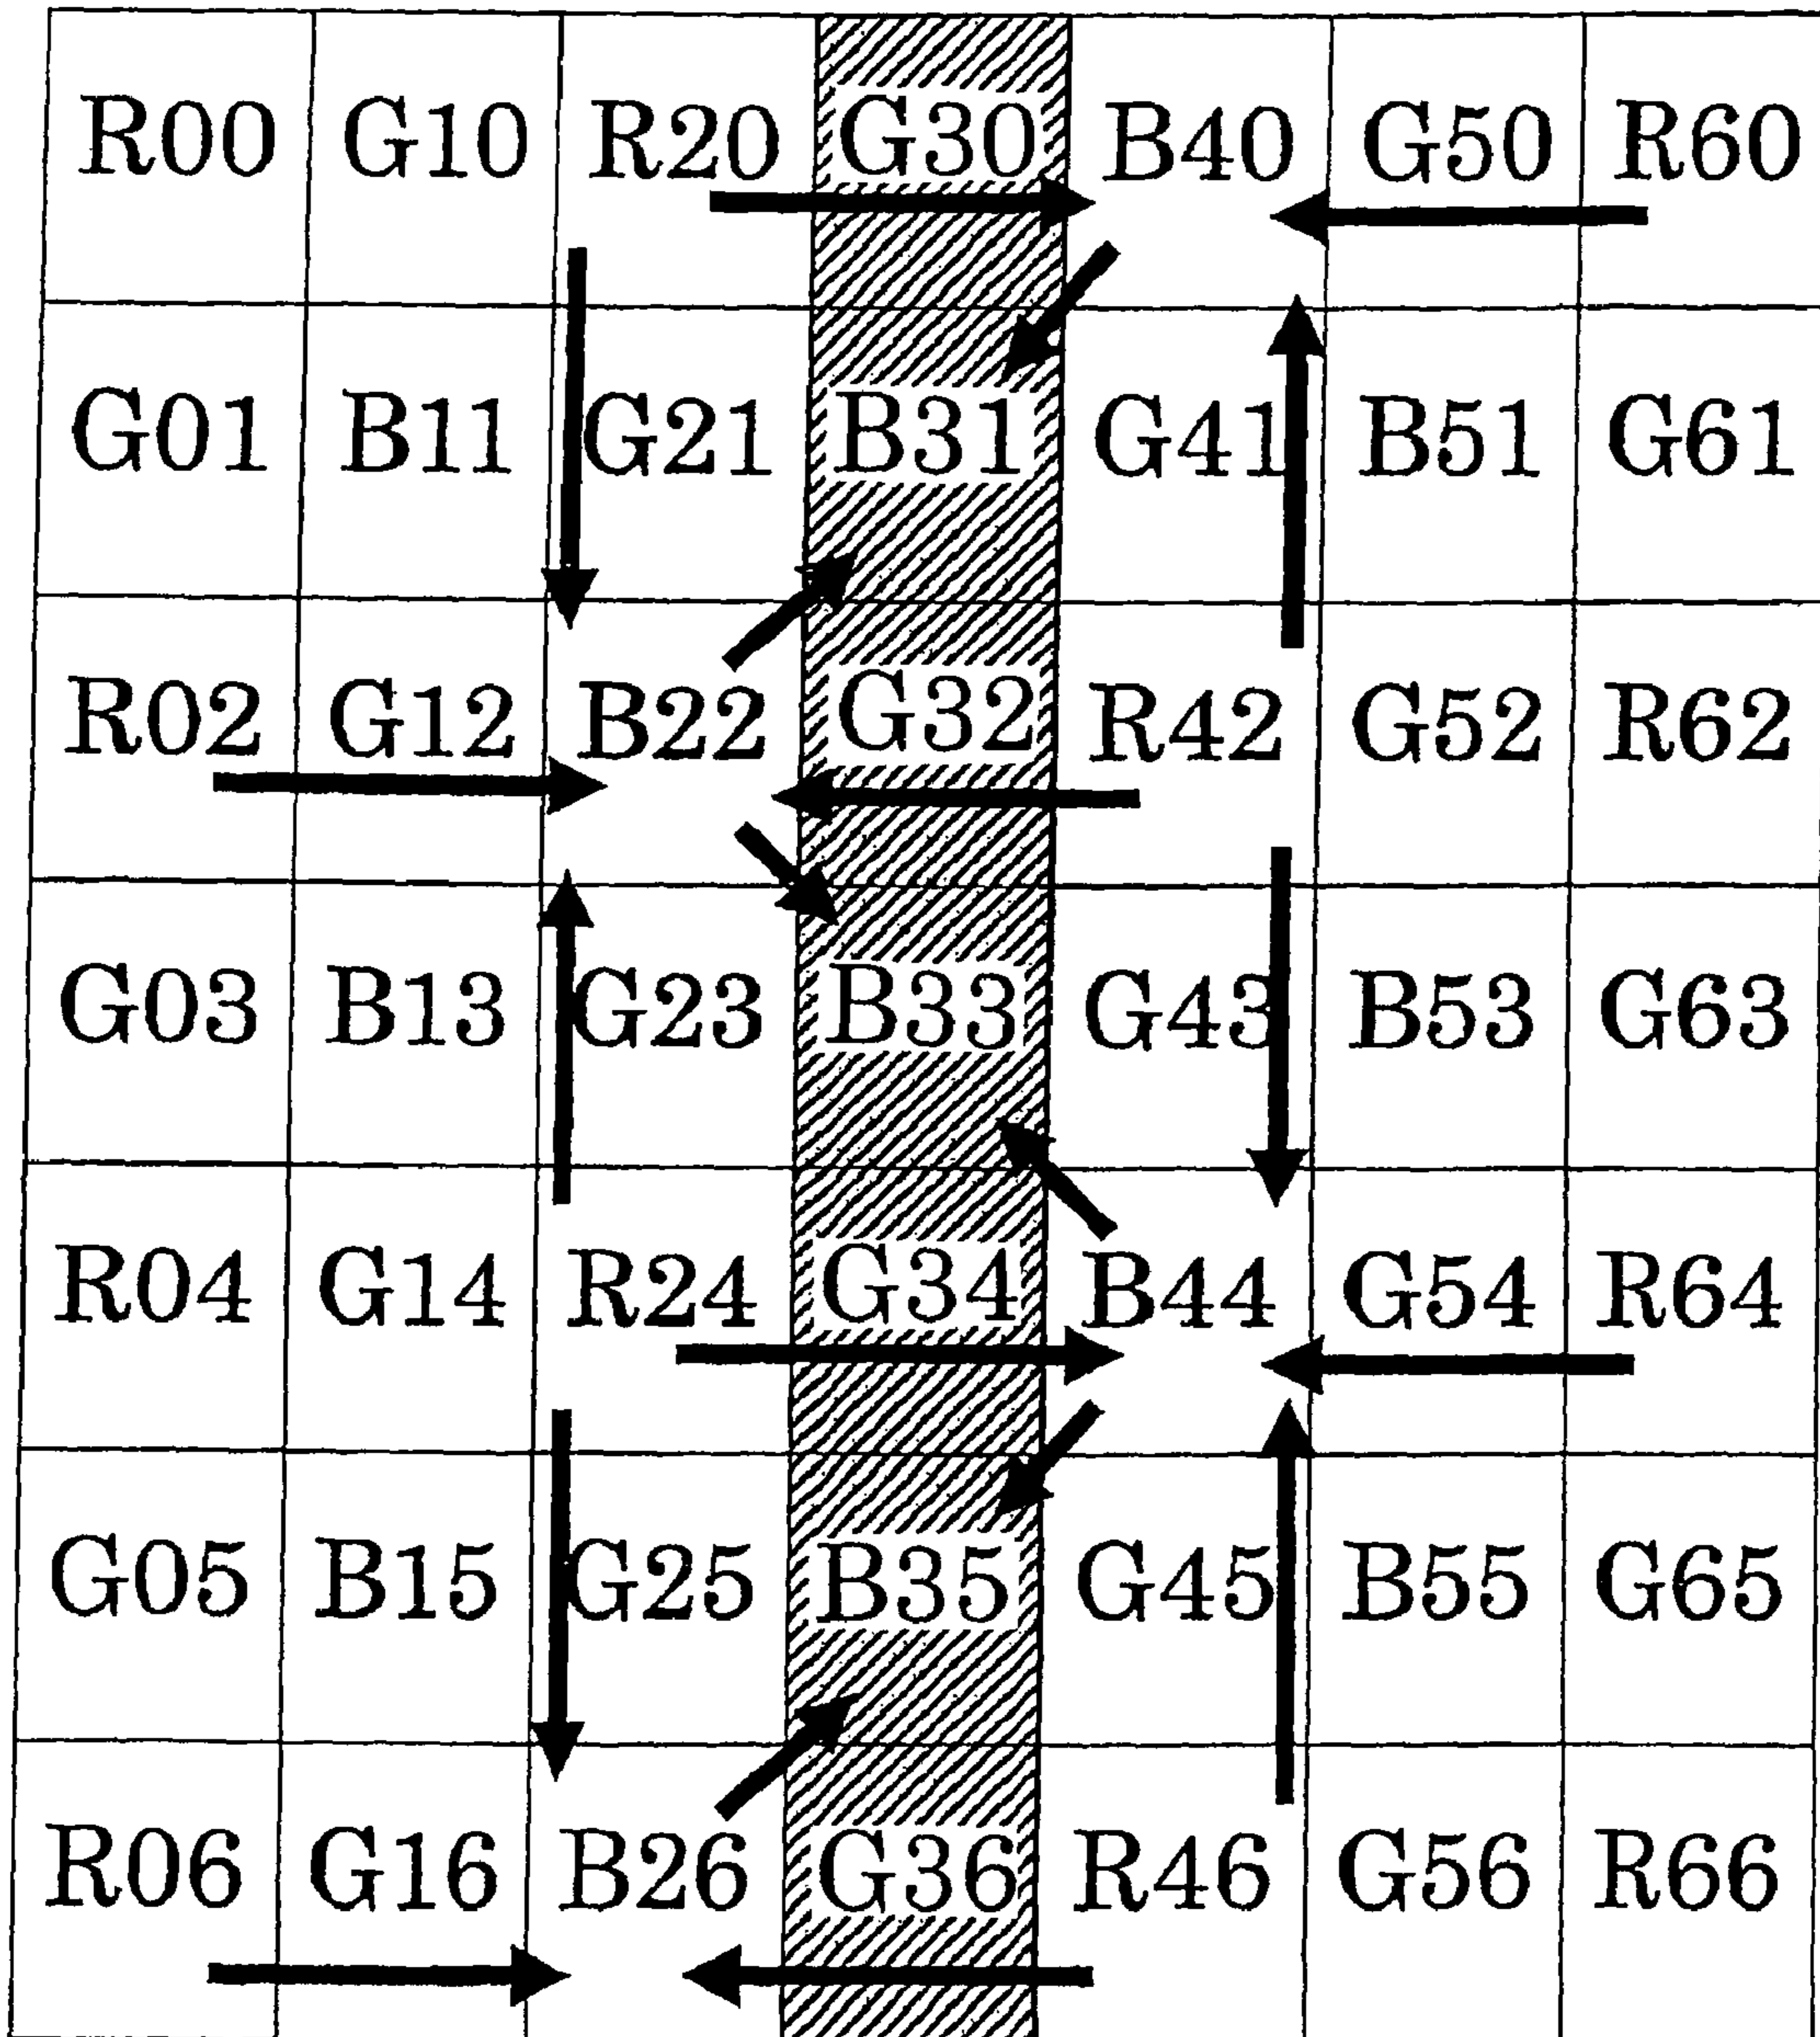 R00 G10 R20 G30 B40 G50 R60
G01 B11 G21 B31 G41 B51 G61
R02 G12 B22 G32 R42 G52 R62
G03 B13 G23 B33 G43 B53 G63
R04 G14 R24 G34 B44 G54 R64
G05 B15 G25 B35 G45 B55 G65
R06 G16 B26 G36 R46 G56 R66